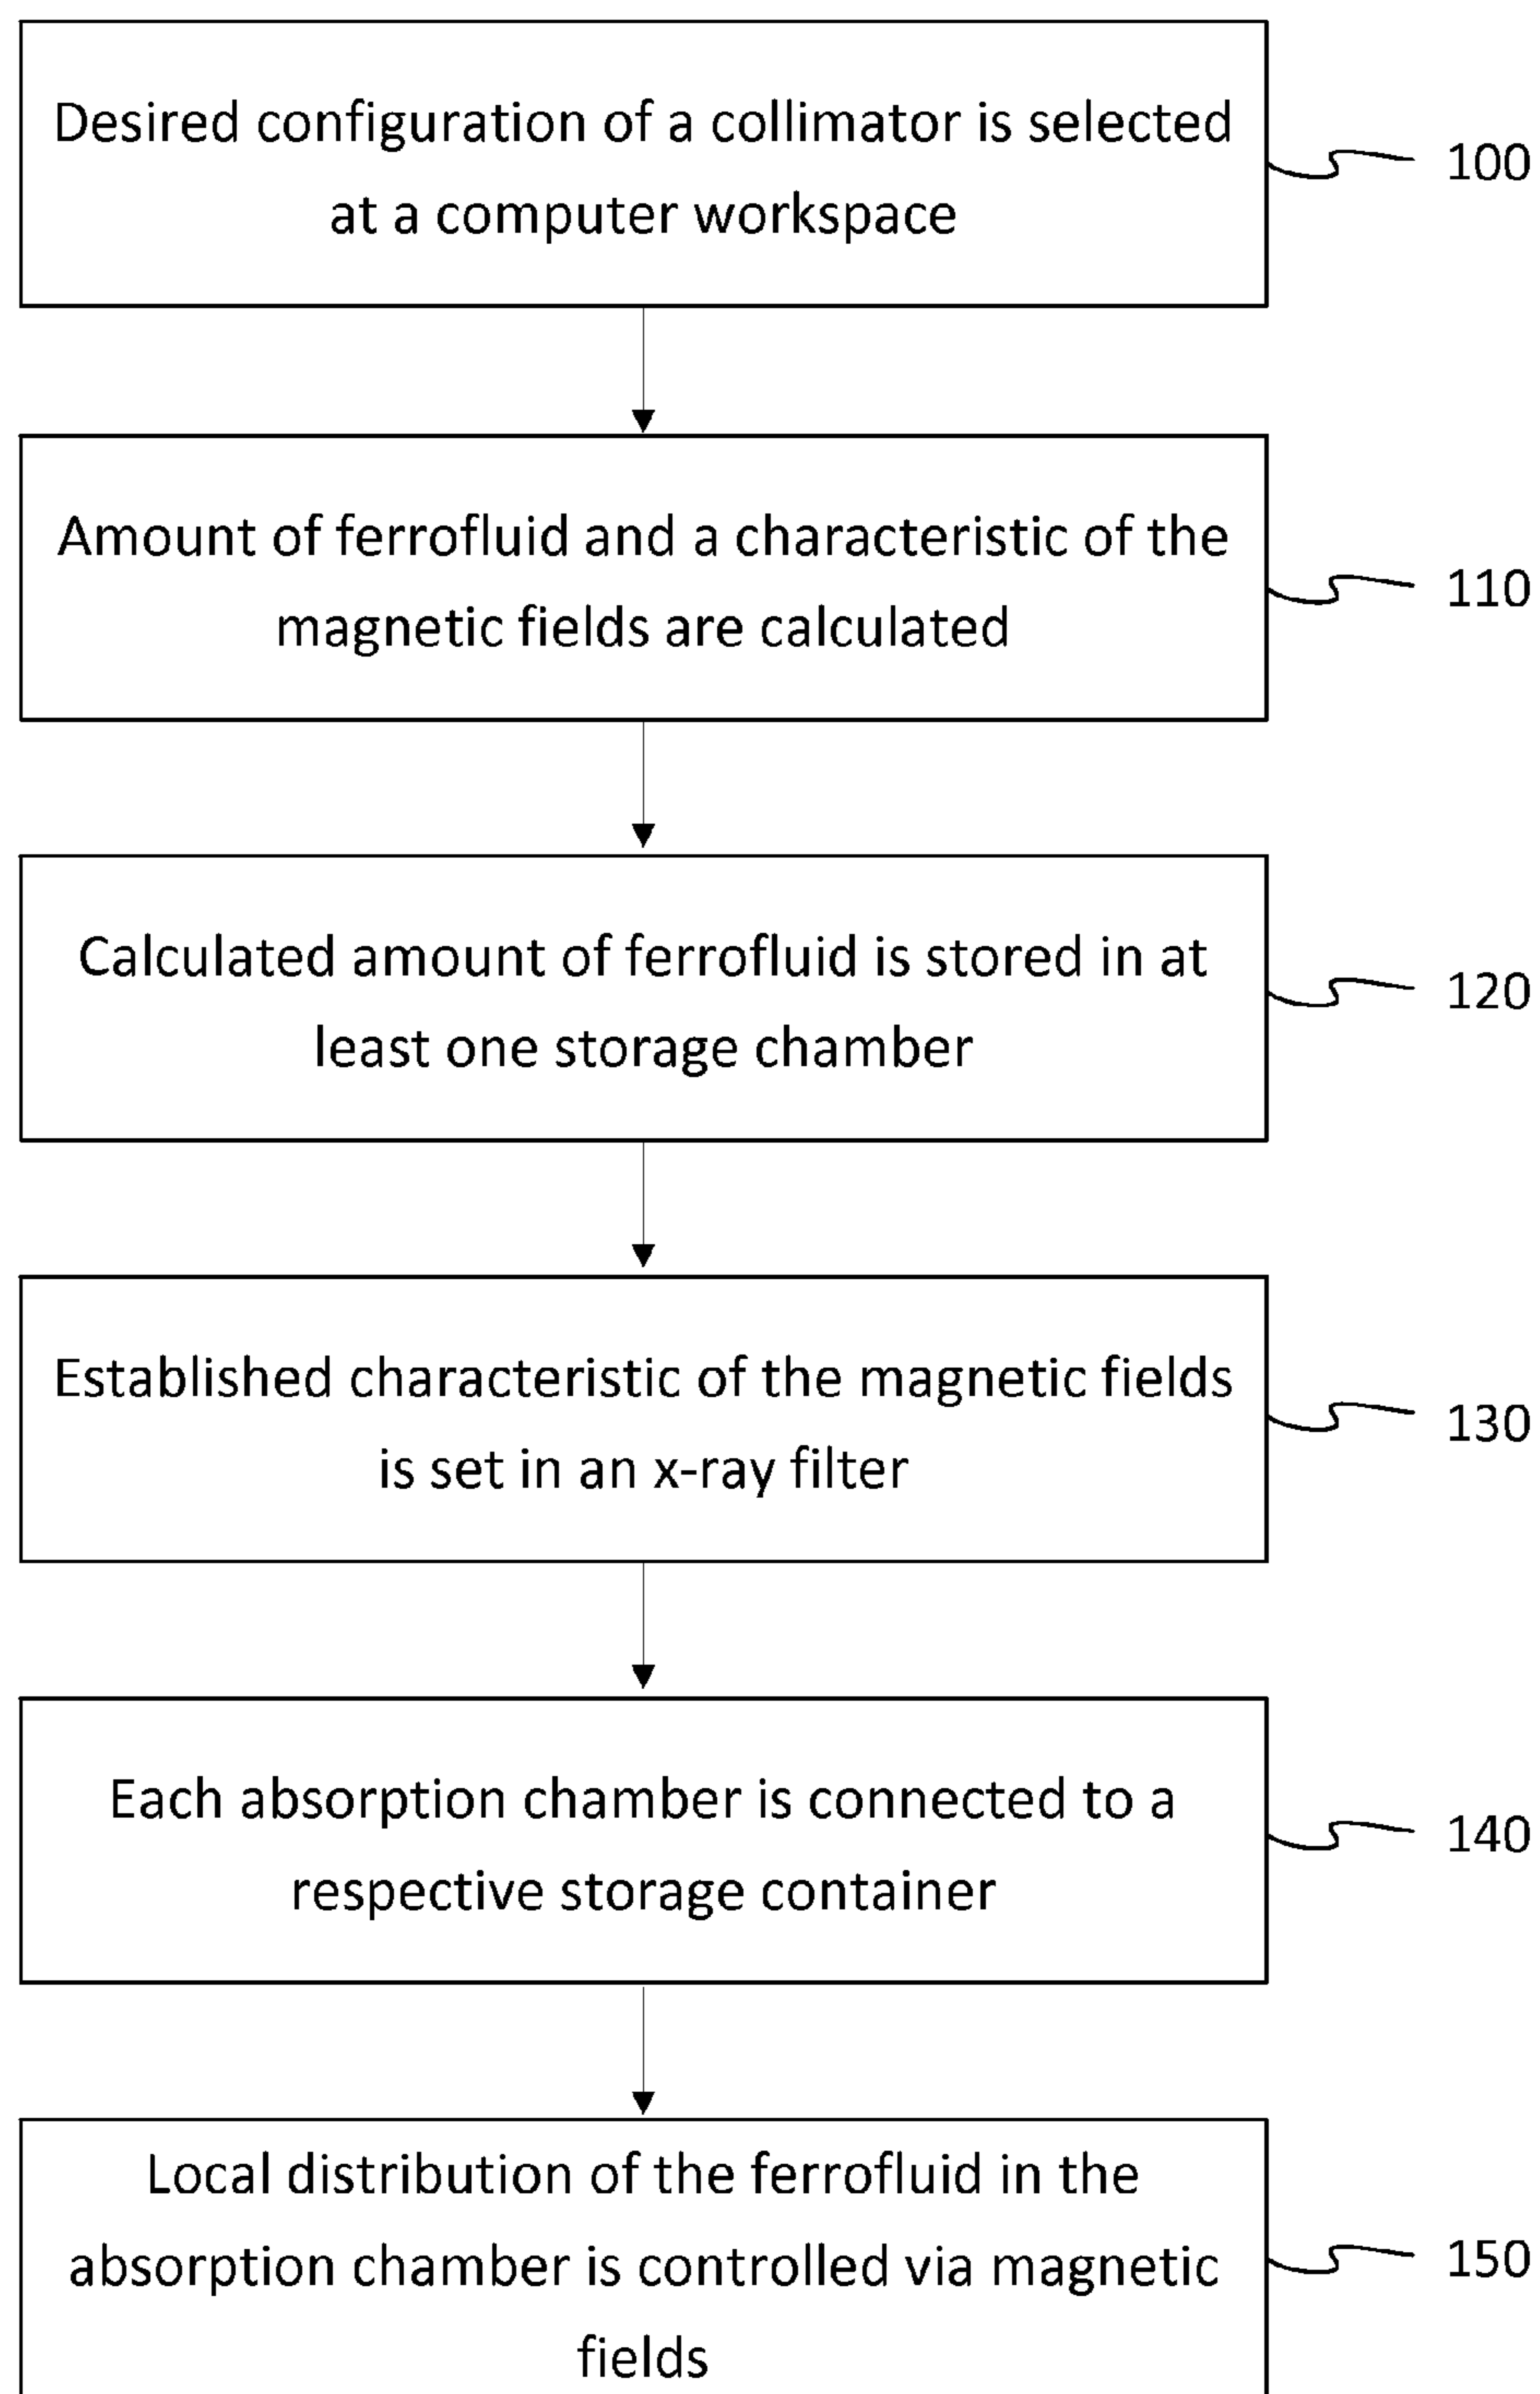 Desired configuration of a collimator is selected
at a computer workspace
100
Amount of ferrofluid and a characteristic of the
magnetic fields are calculated
110
Calculated amount of ferrofluid is stored in at
least one storage chamber
120
Established characteristic of the magnetic fields
is set in an x-ray filter
130
Each absorption chamber is connected to a
respective storage container
140
Local distribution of the ferrofluid in the
absorption chamber is controlled via magnetic
fields
150